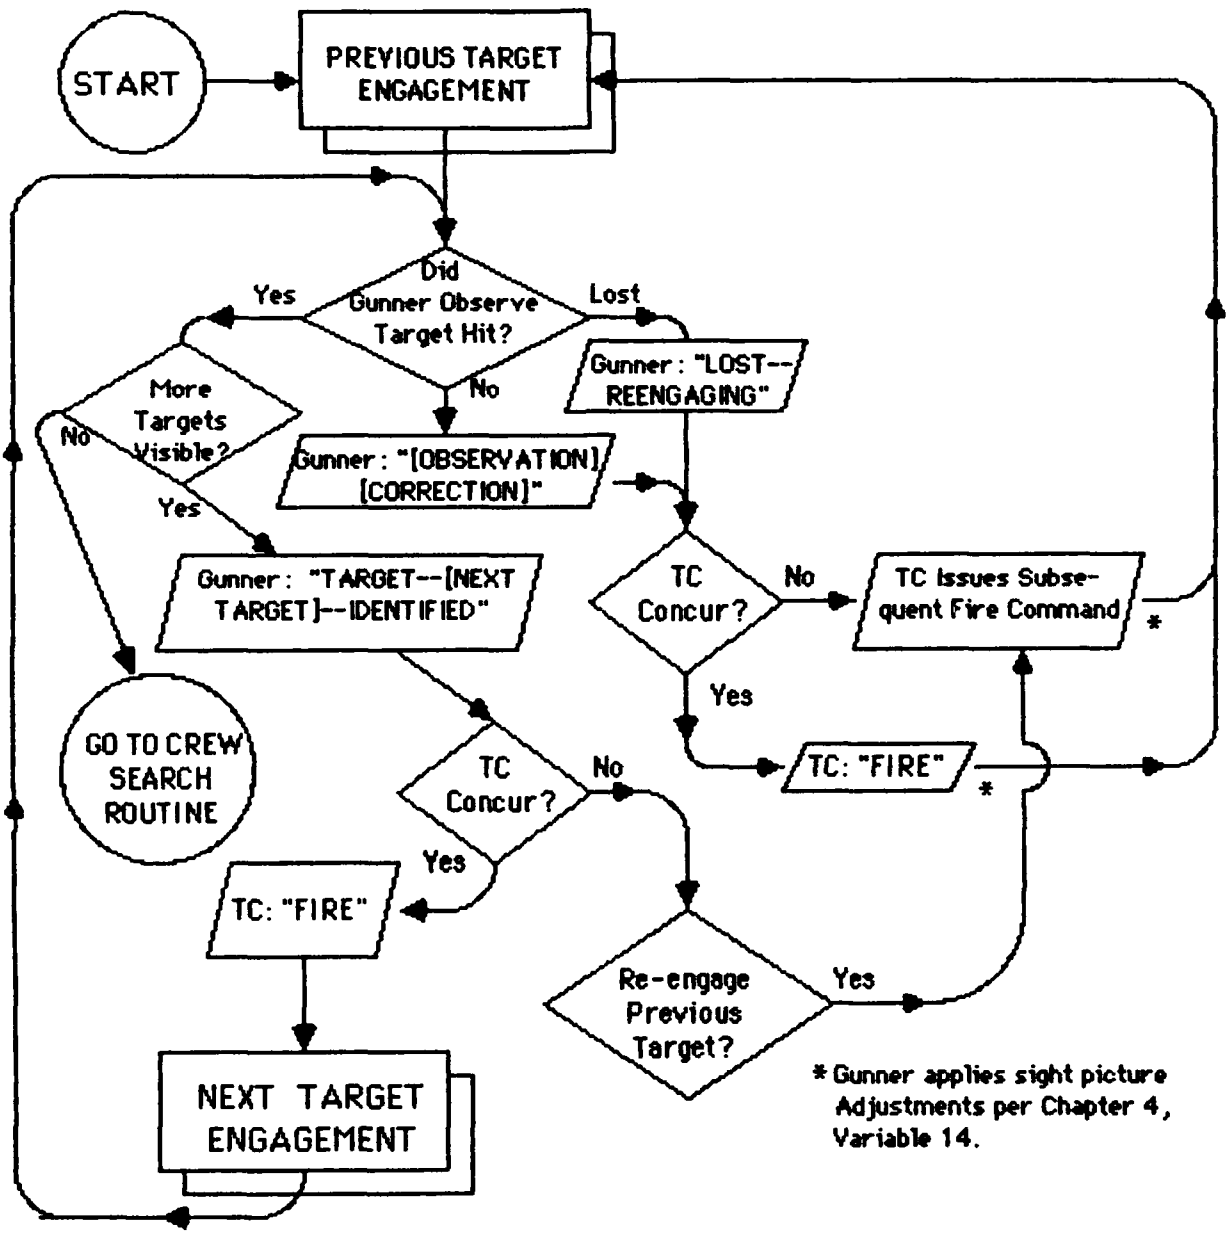 START
PREVIOUS TARGET
ENGAGEMENT
Did
Gunner Observe
Target Hit?
Yes
Lost
No
Gunner: "LOST--
REENGAGING"
More
Targets
Visible?
No
Yes
Gunner: "[OBSERVATION]
[CORRECTION]"
Gunner: "TARGET--[NEXT
TARGET]--IDENTIFIED"
TC
Concur?
No
Yes
TC Issues Subse-
quent Fire Command
*
TC: "FIRE"
*
GO TO CREW
SEARCH
ROUTINE
TC
Concur?
No
Yes
TC: "FIRE"
Re-engage
Previous
Target?
Yes
NEXT TARGET
ENGAGEMENT
* Gunner applies sight picture
Adjustments per Chapter 4,
Variable 14.